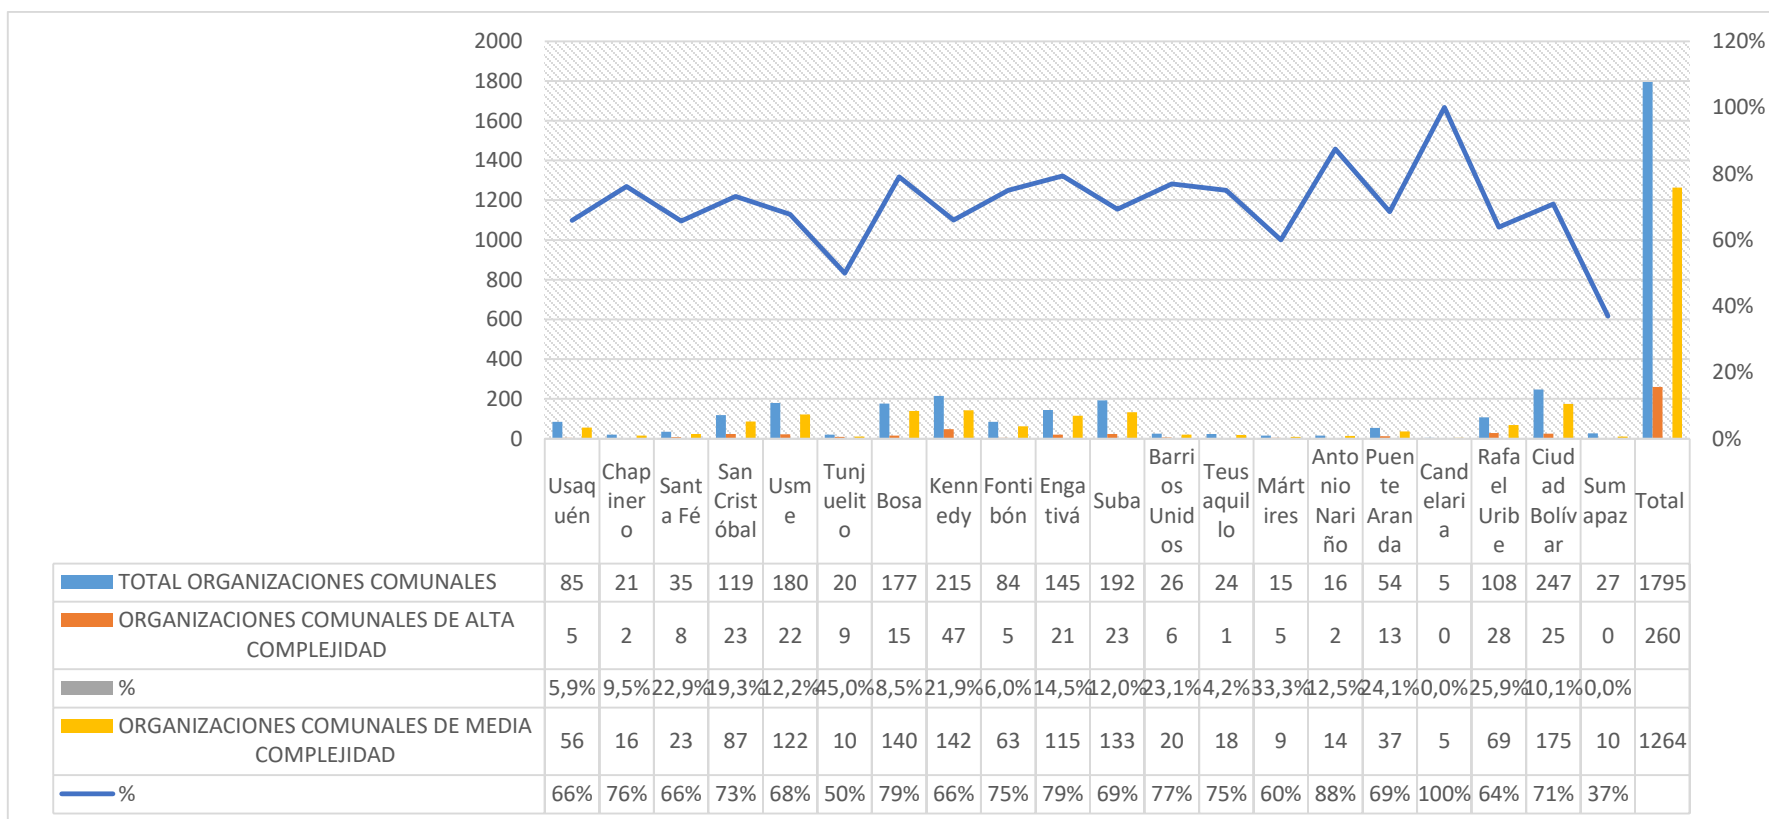 2000
1800
1600
1400
1200
1000
800
600
400
200
0
120%
100%
80%
60%
40%
20%
0%
Usaq
uén
Chap
iner
o
Sant
a Fé
San
Crist
óbal
Usm
e
Tunj
uelit
o
Bosa
Kenn
edy
Fonti
bón
Enga
tivá
Suba
Barri
os
Unid
os
Teus
aquil
lo
Márt
ires
Anto
nio
Nari
ño
Puen
te
Aran
da
Cand
elari
a
Rafa
el
Urib
e
Ciud
ad
Bolív
ar
Sum
apaz
Total
TOTAL ORGANIZACIONES COMUNALES 85 21 35 119 180 20 177 215 84 145 192 26 24 15 16 54 5 108 247 27 1795
ORGANIZACIONES COMUNALES DE ALTA
COMPLEJIDAD 5 2 8 23 22 9 15 47 5 21 23 6 1 5 2 13 0 28 25 0 260
% 5,9% 9,5% 22,9% 19,3% 12,2% 45,0% 8,5% 21,9% 6,0% 14,5% 12,0% 23,1% 4,2% 33,3% 12,5% 24,1% 0,0% 25,9% 10,1% 0,0%
ORGANIZACIONES COMUNALES DE MEDIA
COMPLEJIDAD 56 16 23 87 122 10 140 142 63 115 133 20 18 9 14 37 5 69 175 10 1264
% 66% 76% 66% 73% 68% 50% 79% 66% 75% 79% 69% 77% 75% 60% 88% 69% 100% 64% 71% 37%